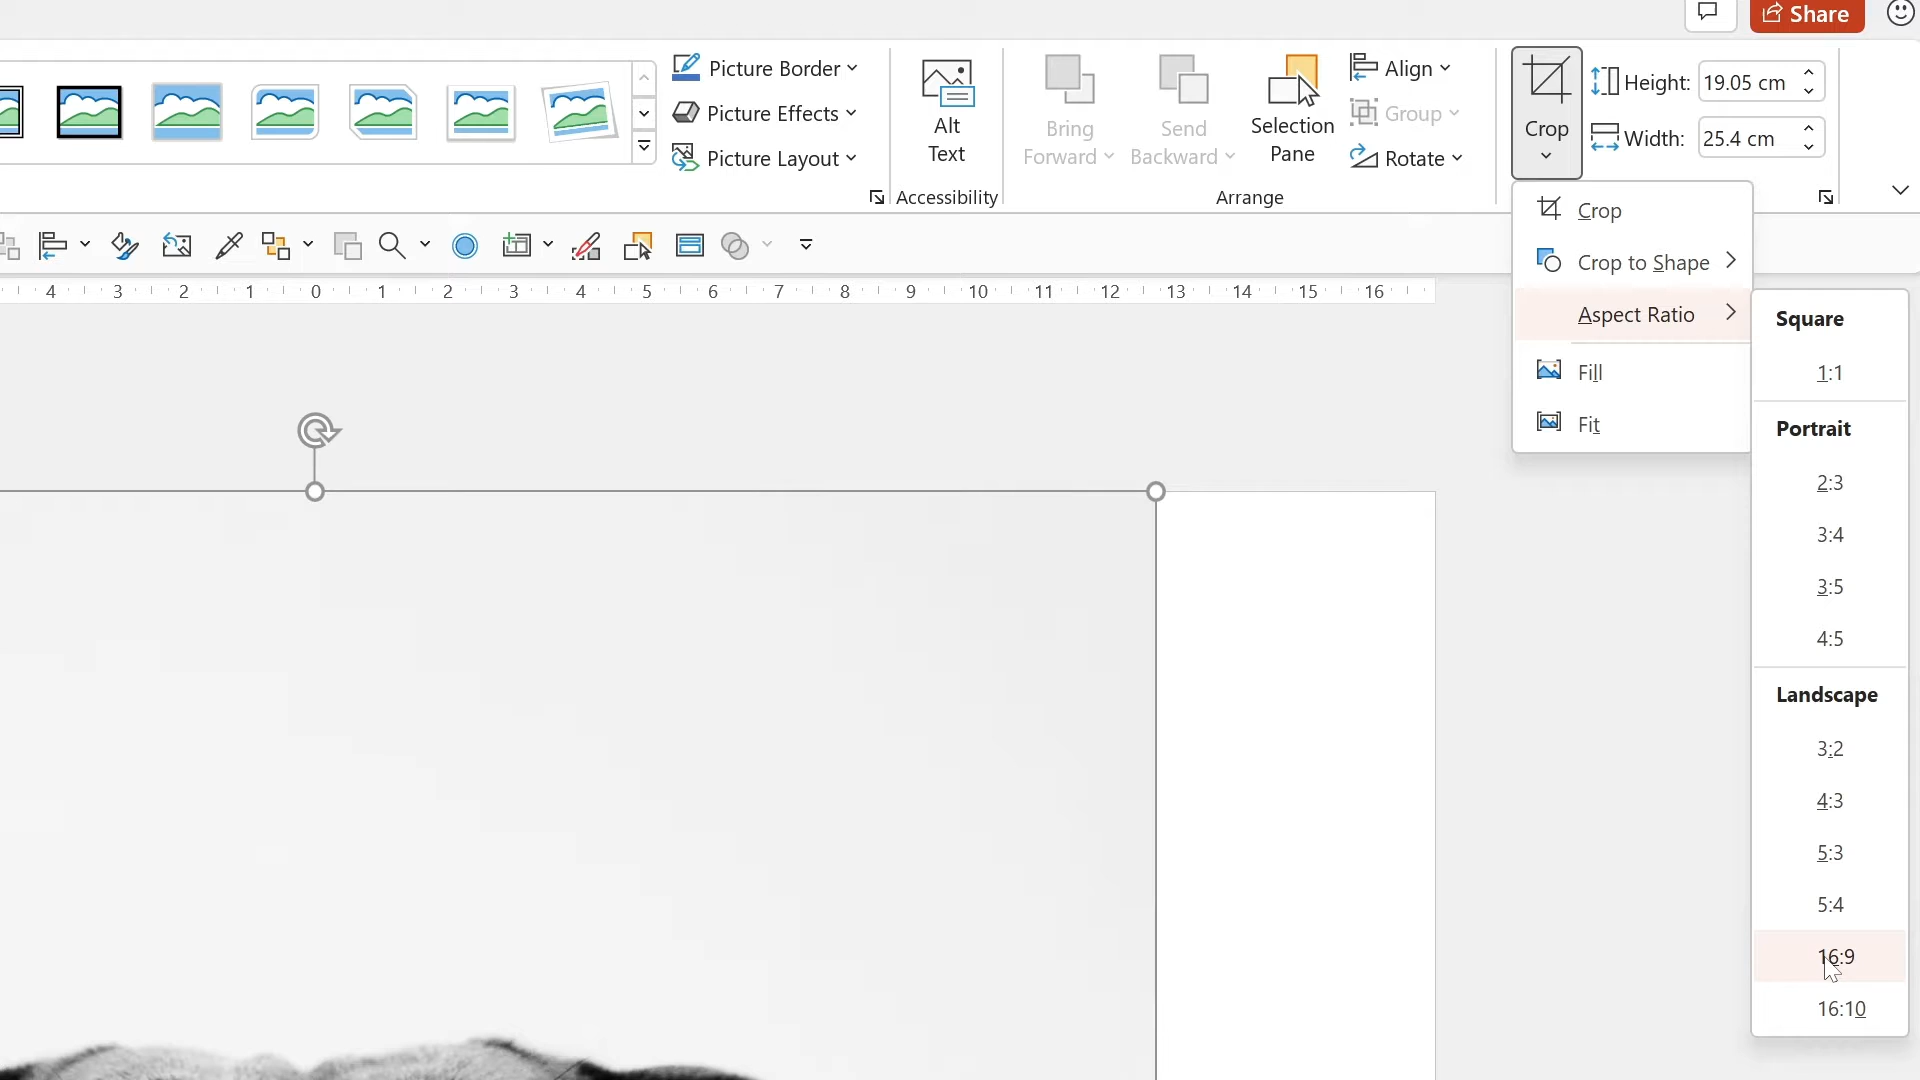 Share
Picture Border
Picture Effects
Picture Layout
Alt
Text
Accessibility
Bring
Forward
Send
Backward
Selection
Pane
Align
Group
Rotate
Arrange
Crop
Height: 19.05 cm
Width: 25.4 cm
4 3 2 1 0 1 2 3 4 5 6 7 8 9 10 11 12 13 14 15 16
Crop
Crop to Shape
Aspect Ratio
Fill
Fit
Square
1:1
Portrait
2:3
3:4
3:5
4:5
Landscape
3:2
4:3
5:3
5:4
16:9
16:10